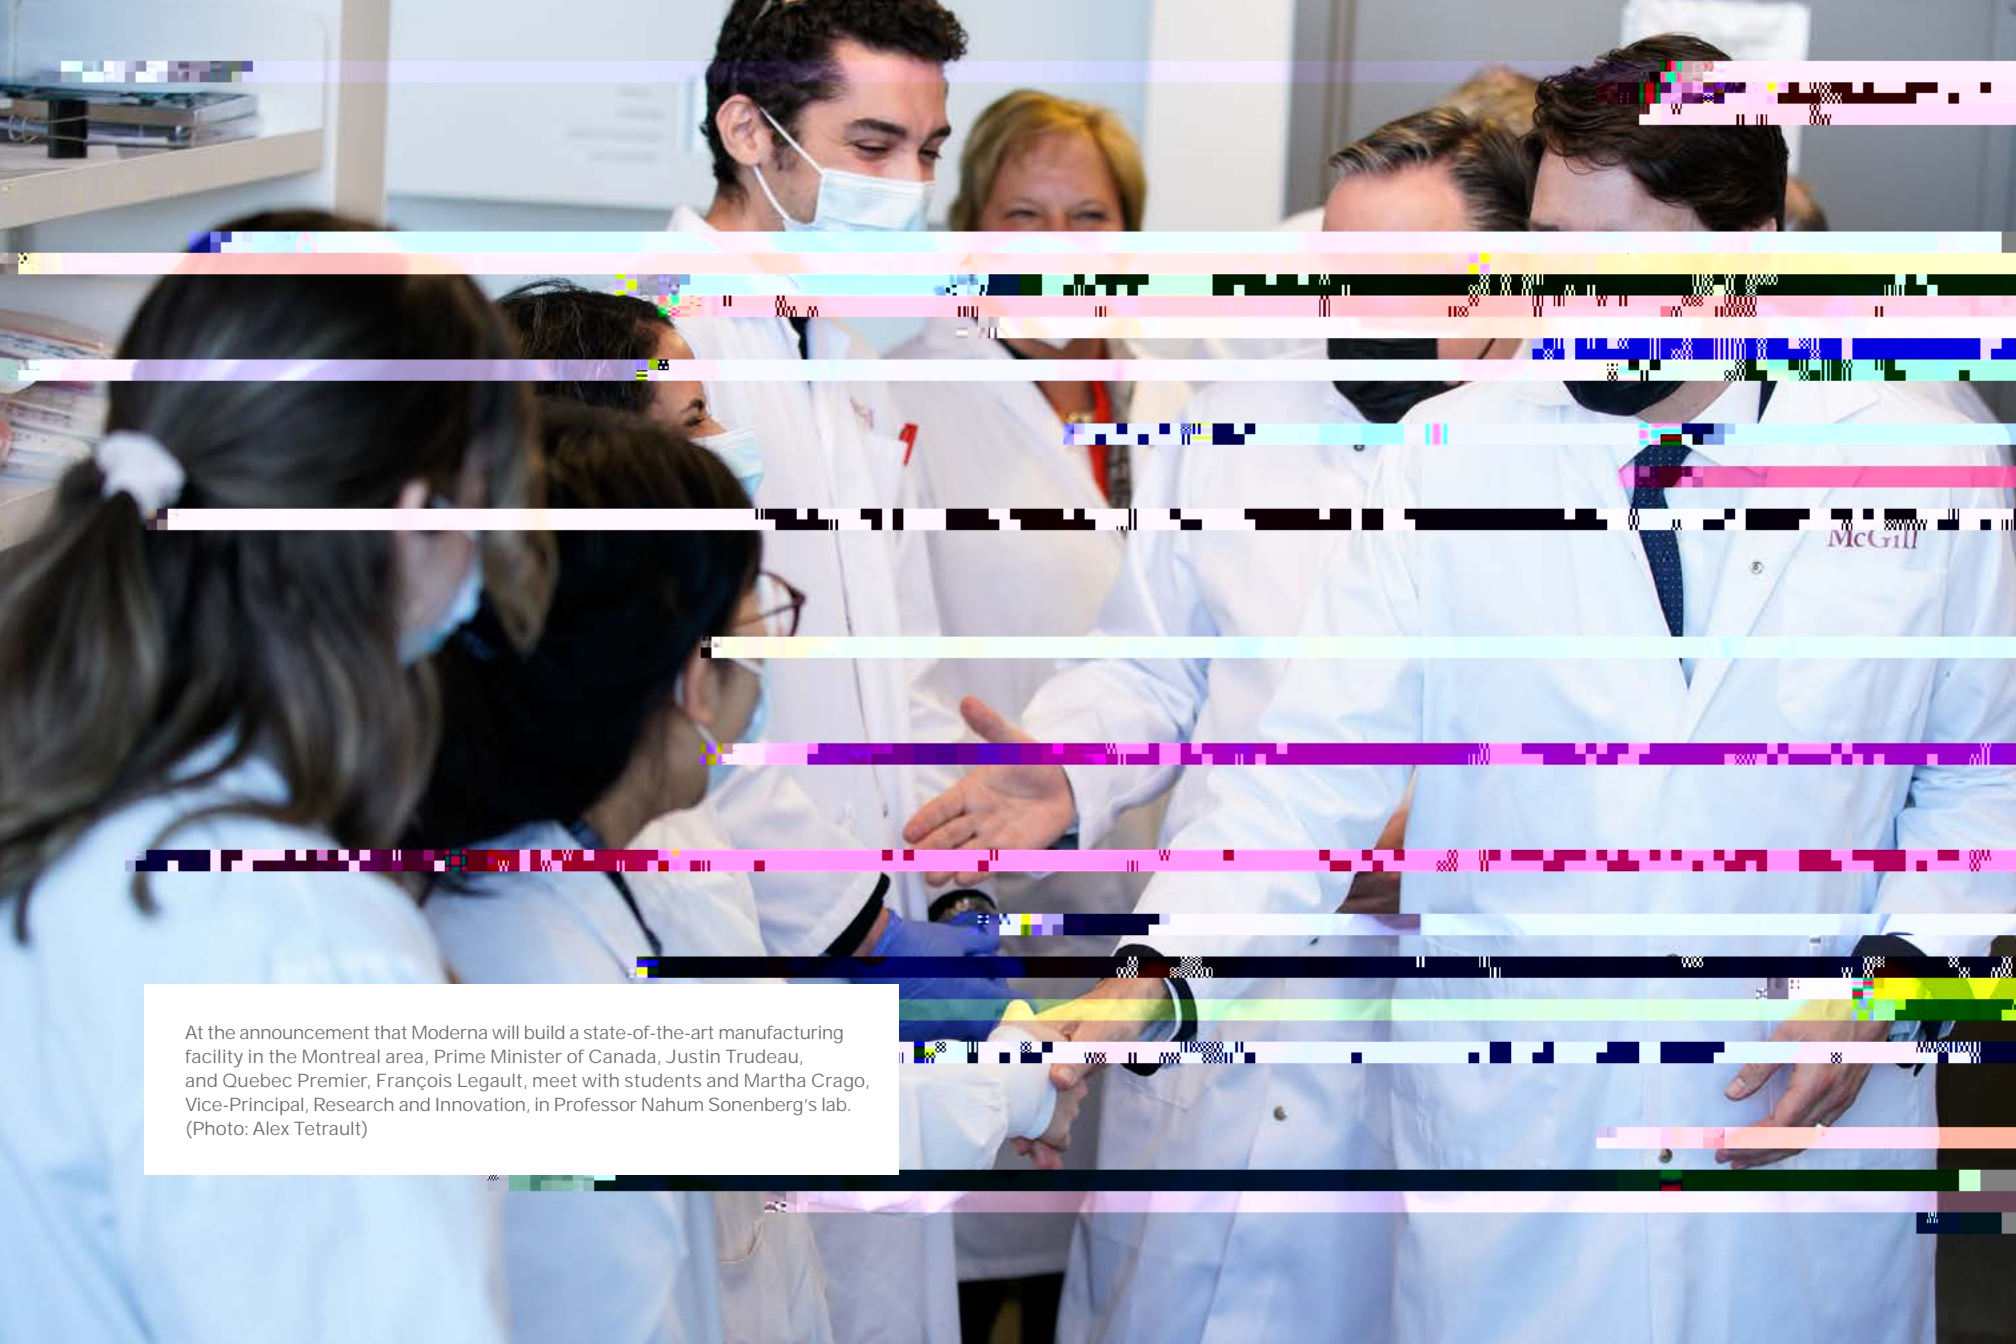 McGill
At the announcement that Moderna will build a state-of-the-art manufacturing
facility in the Montreal area, Prime Minister of Canada, Justin Trudeau,
and Quebec Premier, François Legault, meet with students and Martha Crago,
Vice-Principal, Research and Innovation, in Professor Nahum Sonenberg's lab.
(Photo: Alex Tetrault)